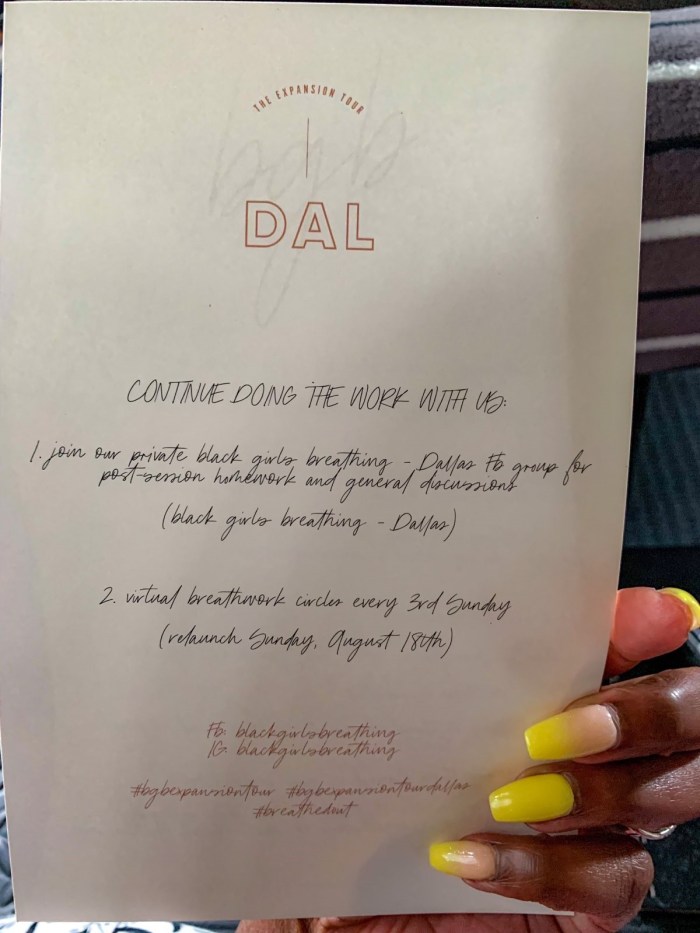 THE EXPANSION TOUR
bgb
DAL
CONTINUE DOING THE WORK WITH US:
1. join our private black girls breathing - Dallas Fb group for
post-session homework and general discussions
(black girls breathing - Dallas)
2. virtual breathwork circles every 3rd Sunday
(relaunch Sunday, August 18th)
Fb: blackgirlsbreathing
IG: blackgirlsbreathing
#bgbexpansiontour #bgbexpansiontourdallas
#breathedout